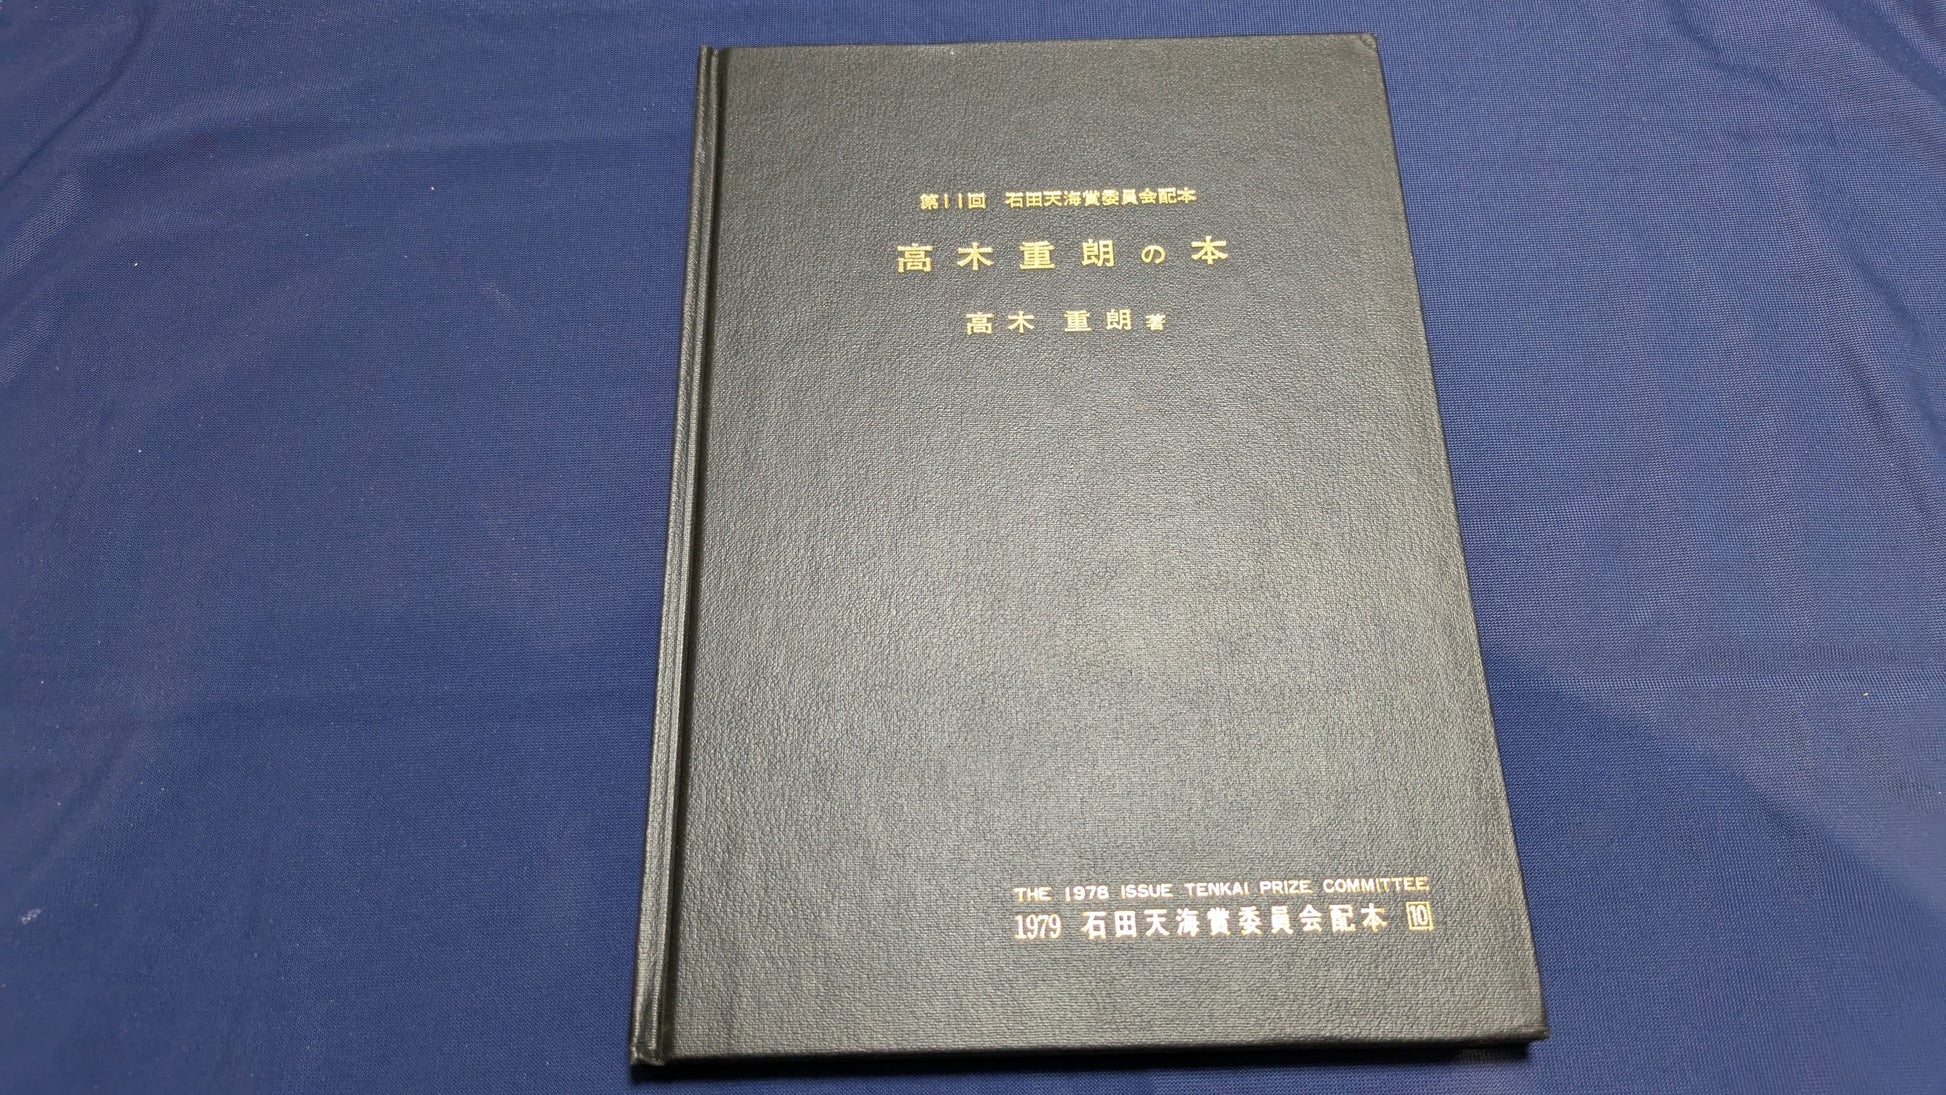 第11回 石田天海賞委員会配本
高木重朗の本
高木 重朗 著
THE 1978 ISSUE TENKAI PRIZE COMMITTEE
1979 石田天海賞委員会配本 10